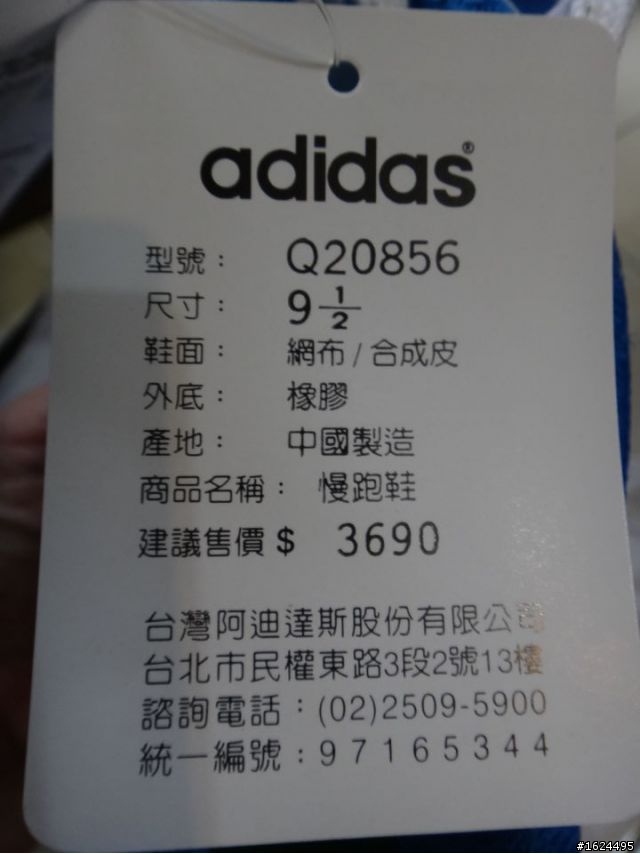 adidas®
型號： Q20856
尺寸： 9 1/2
鞋面： 網布/合成皮
外底： 橡膠
產地： 中國製造
商品名稱： 慢跑鞋
建議售價 $ 3690
台灣阿迪達斯股份有限公司
台北市民權東路3段2號13樓
諮詢電話：(02)2509-5900
統一編號：97165344
#1624495